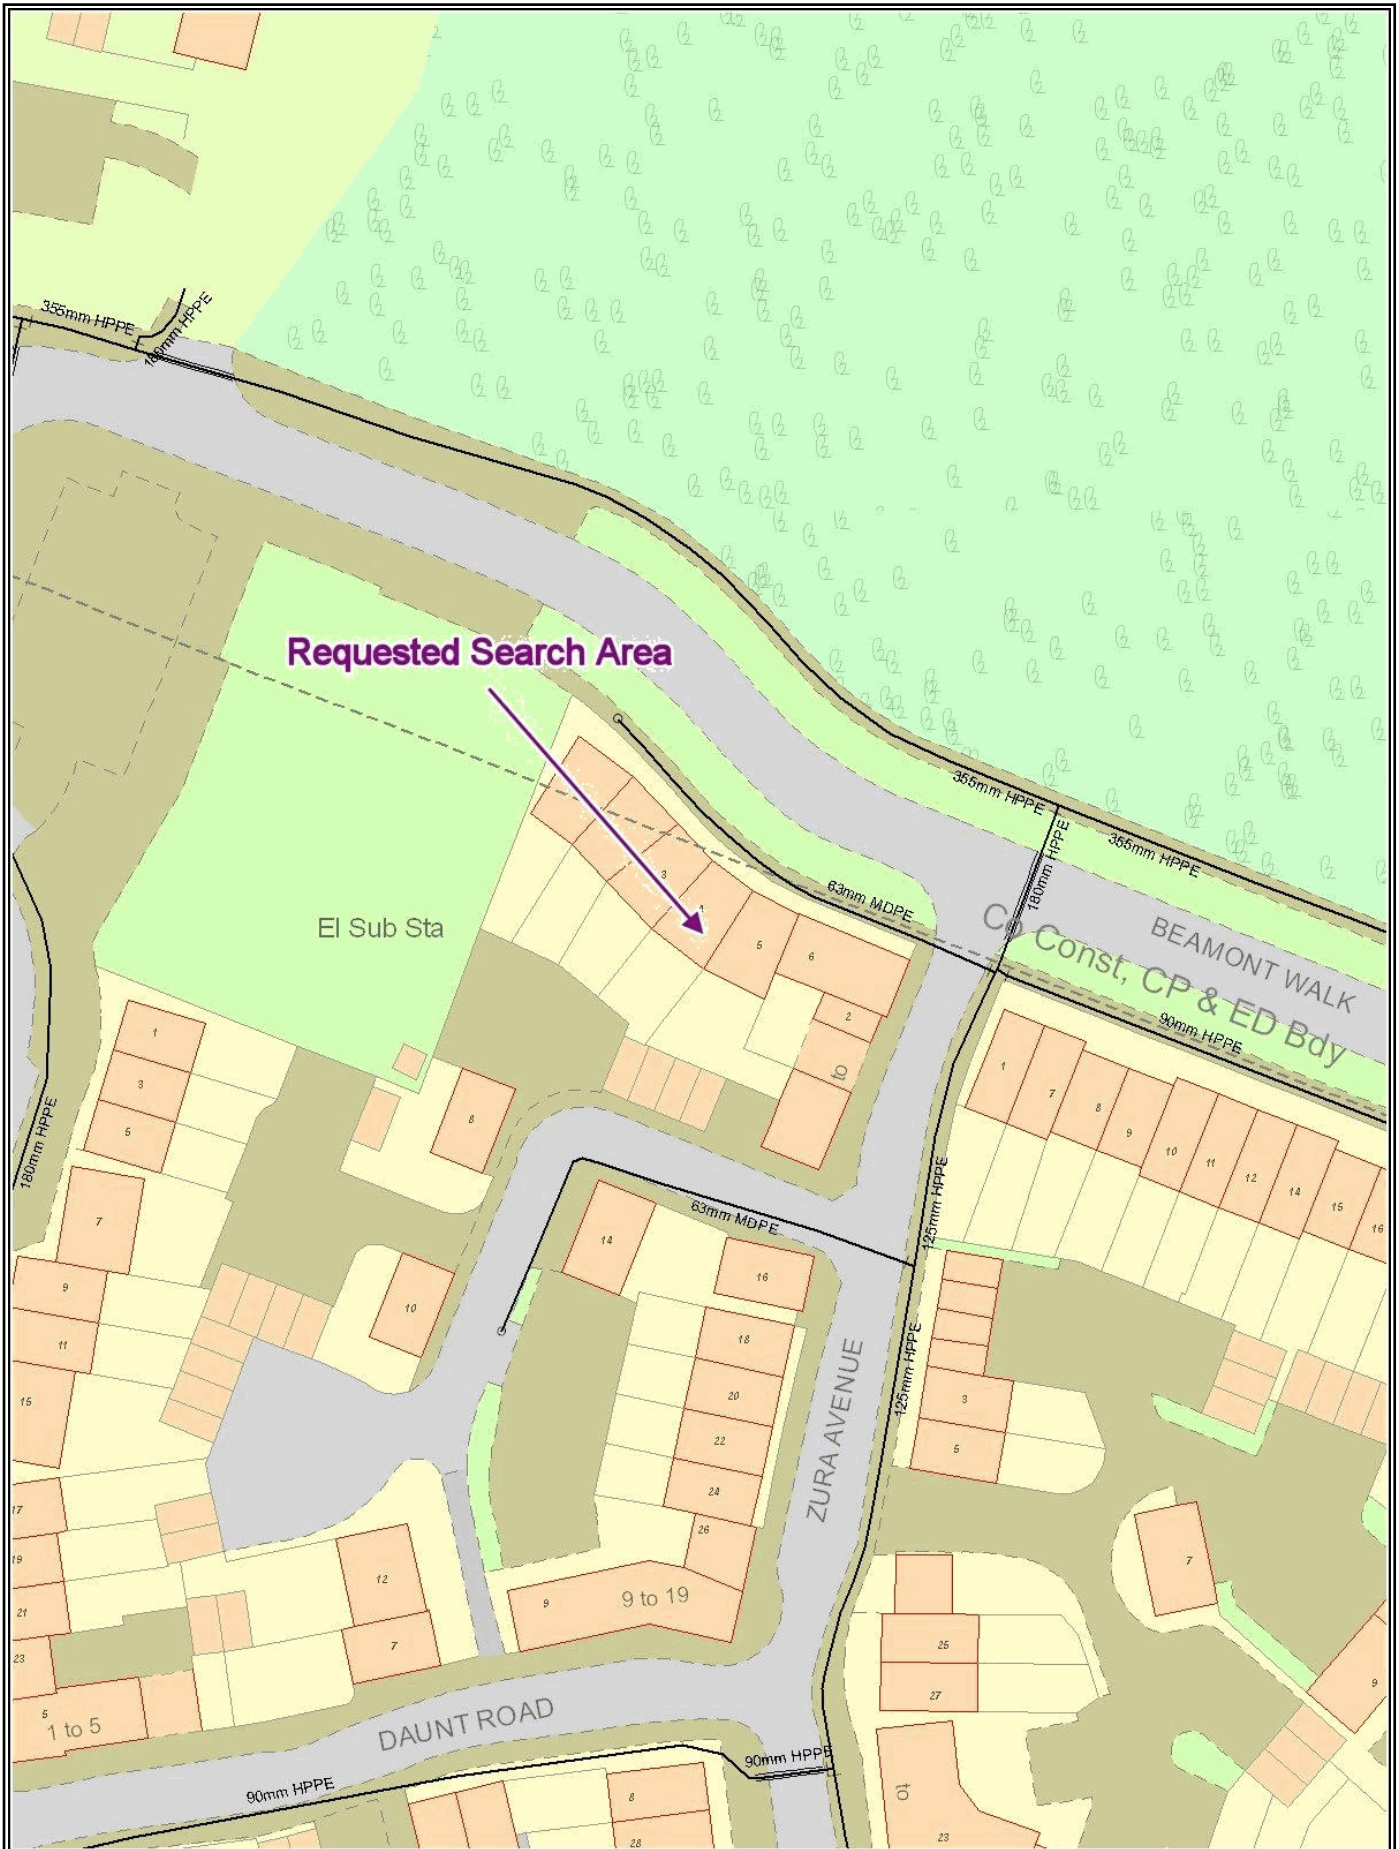 355mm HPPE
180mm HPPE
Requested Search Area
355mm HPPE
355mm HPPE
180mm HPPE
3
4
63mm MDPE
El Sub Sta
5
6
Co Const, CP & ED Bdy
BEAMONT WALK
2
to
90mm HPPE
1
3
5
8
180mm HPPE
1
7
8
9
10
11
12
14
15
16
125mm HPPE
7
63mm MDPE
14
16
9
10
11
18
15
20
22
24
26
125mm HPPE
ZURA AVENUE
3
5
17
19
21
23
12
7
9
9 to 19
7
25
27
9
5
1 to 5
DAUNT ROAD
90mm HPPE
90mm HPPE
8
28
to
23